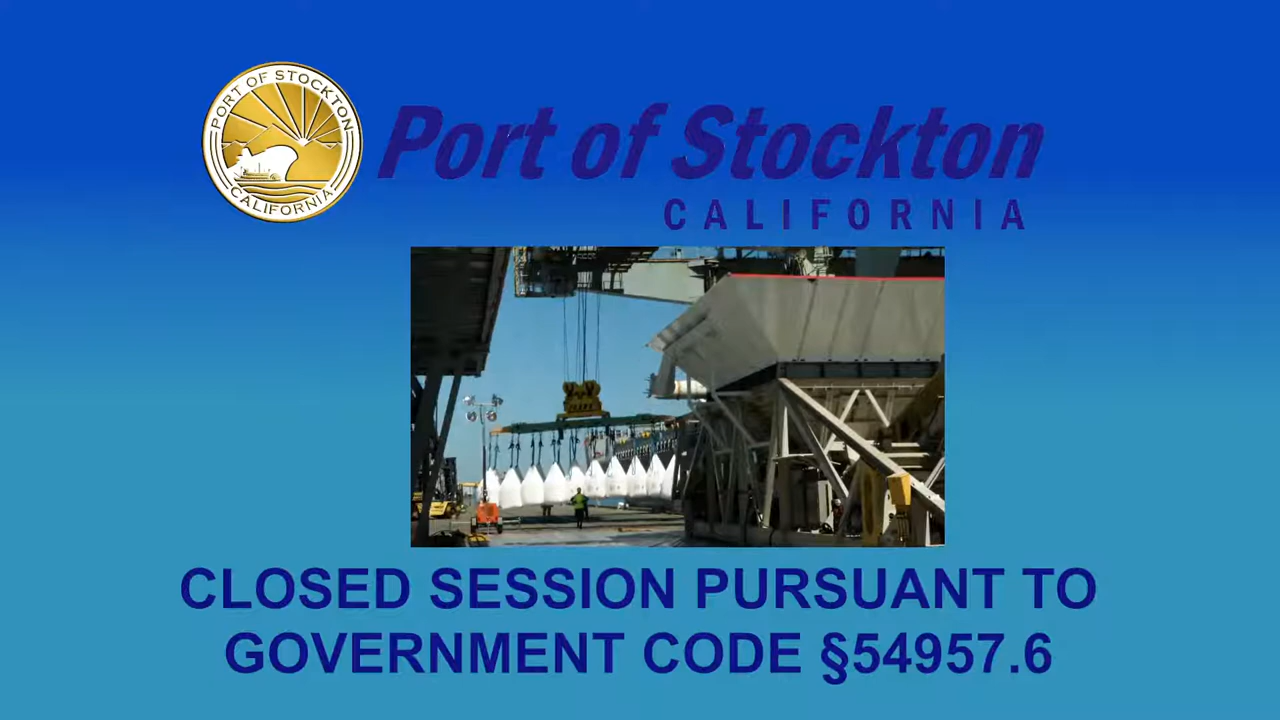 PORT OF STOCKTON
CALIFORNIA
Port of Stockton
CALIFORNIA
CLOSED SESSION PURSUANT TO
GOVERNMENT CODE §54957.6